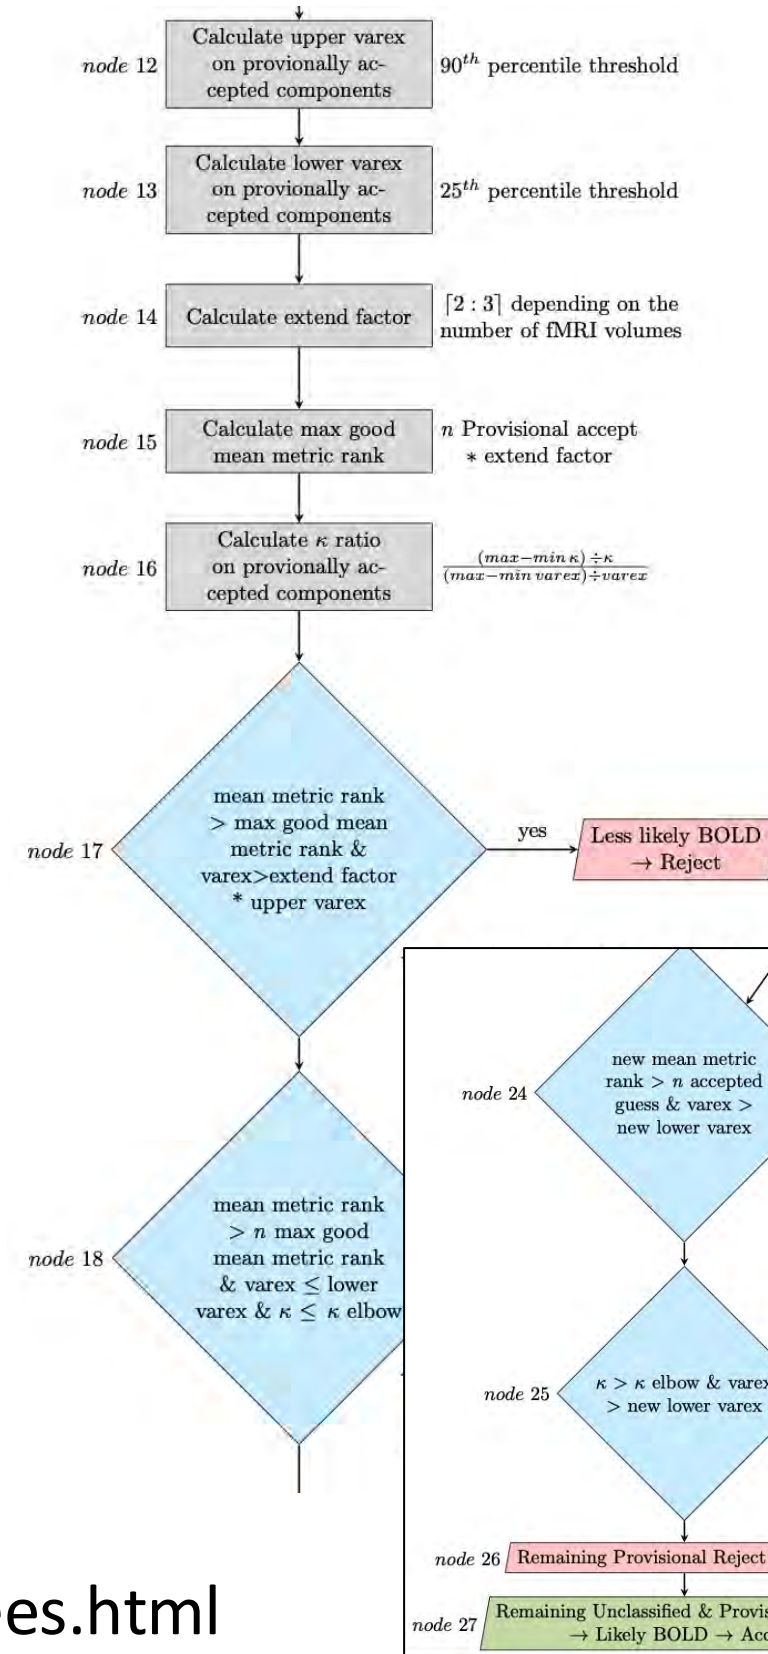 node 12
Calculate upper varex
on provionally ac-
cepted components
90th percentile threshold
node 13
Calculate lower varex
on provionally ac-
cepted components
25th percentile threshold
node 14
Calculate extend factor
⌈2 : 3⌉ depending on the
number of fMRI volumes
node 15
Calculate max good
mean metric rank
n Provisional accept
* extend factor
node 16
Calculate κ ratio
on provionally ac-
cepted components
(max−min κ)÷κ
(max−min varex)÷varex
node 17
mean metric rank
> max good mean
metric rank &
varex>extend factor
* upper varex
yes
Less likely BOLD
→ Reject
node 18
mean metric rank
> n max good
mean metric rank
& varex ≤ lower
varex & κ ≤ κ elbow
node 24
new mean metric
rank > n accepted
guess & varex >
new lower varex
node 25
κ > κ elbow & varex
> new lower varex
node 26
Remaining Provisional Reject
node 27
Remaining Unclassified & Provis
→ Likely BOLD → Acc
es.html